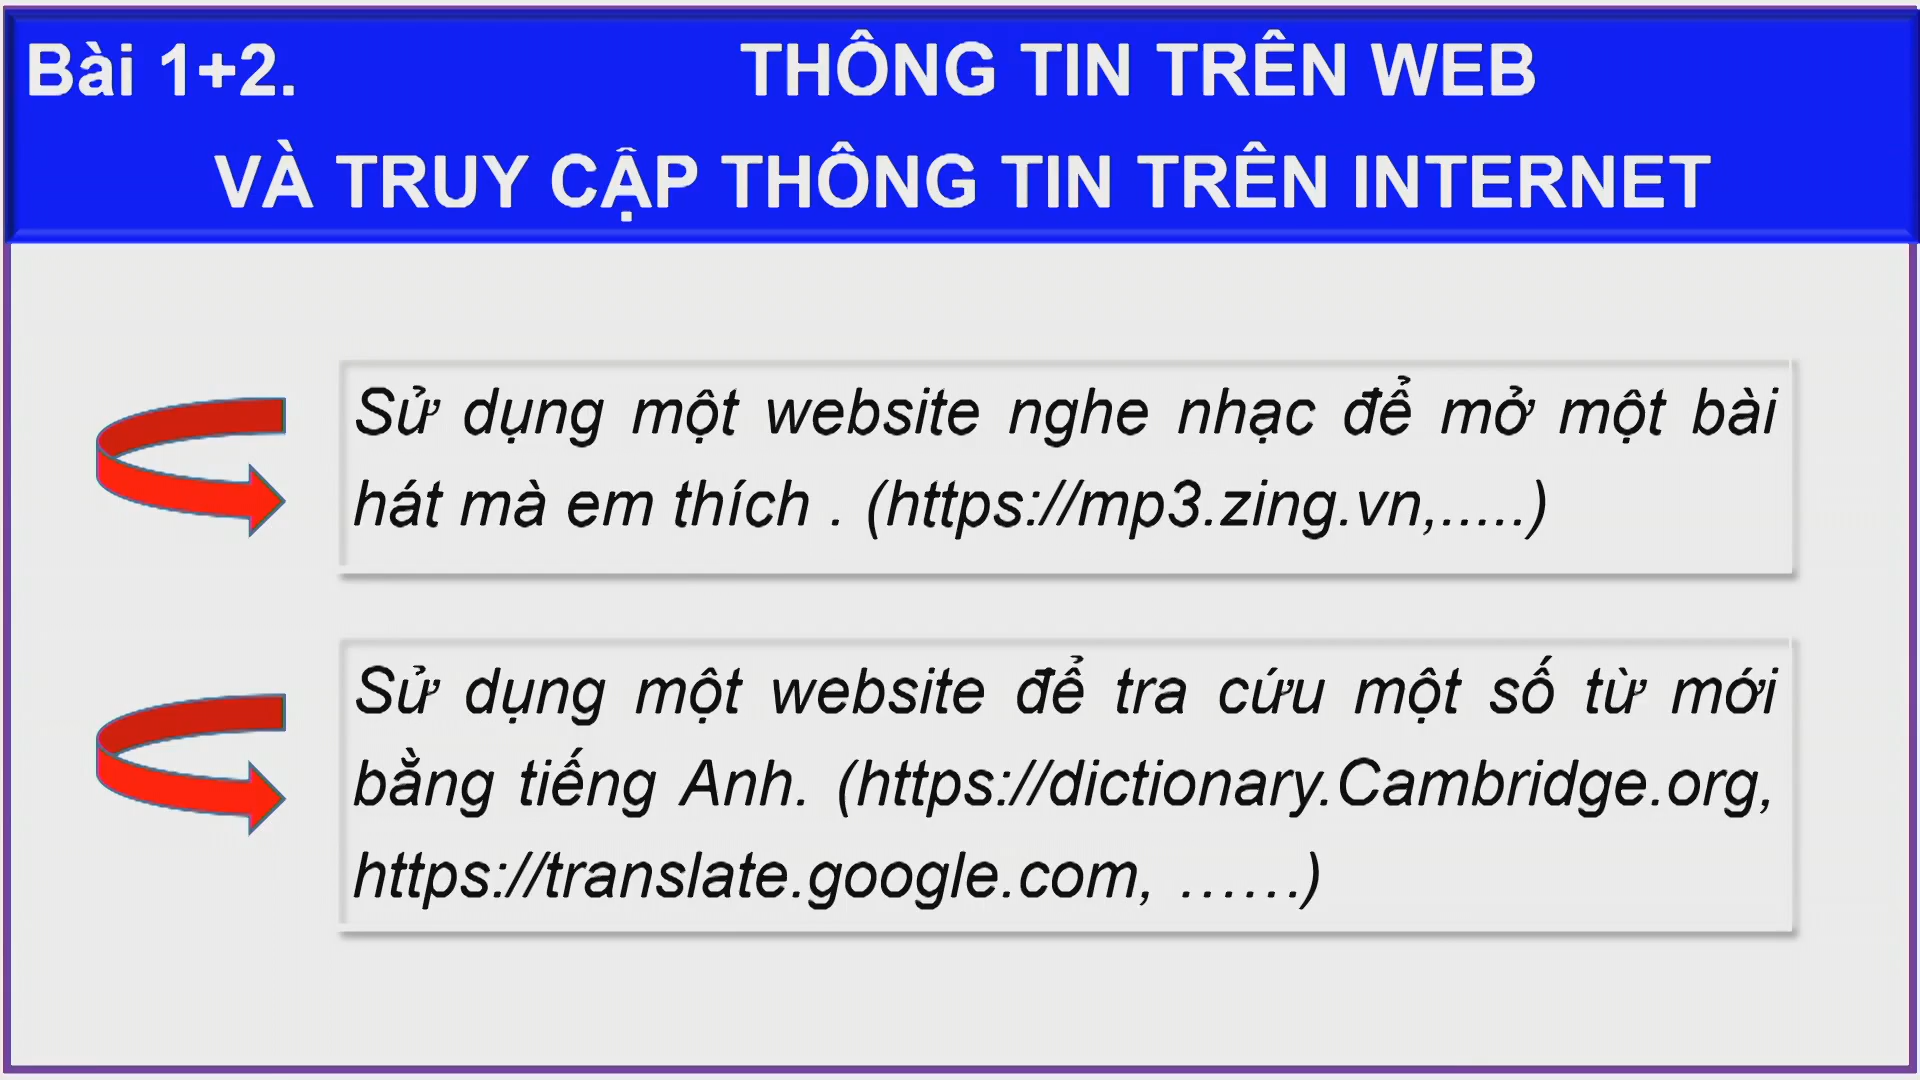 Bài 1+2. THÔNG TIN TRÊN WEB
VÀ TRUY CẬP THÔNG TIN TRÊN INTERNET
Sử dụng một website nghe nhạc để mở một bài
hát mà em thích . (https://mp3.zing.vn,.....)
Sử dụng một website để tra cứu một số từ mới
bằng tiếng Anh. (https://dictionary.Cambridge.org,
https://translate.google.com, ……)